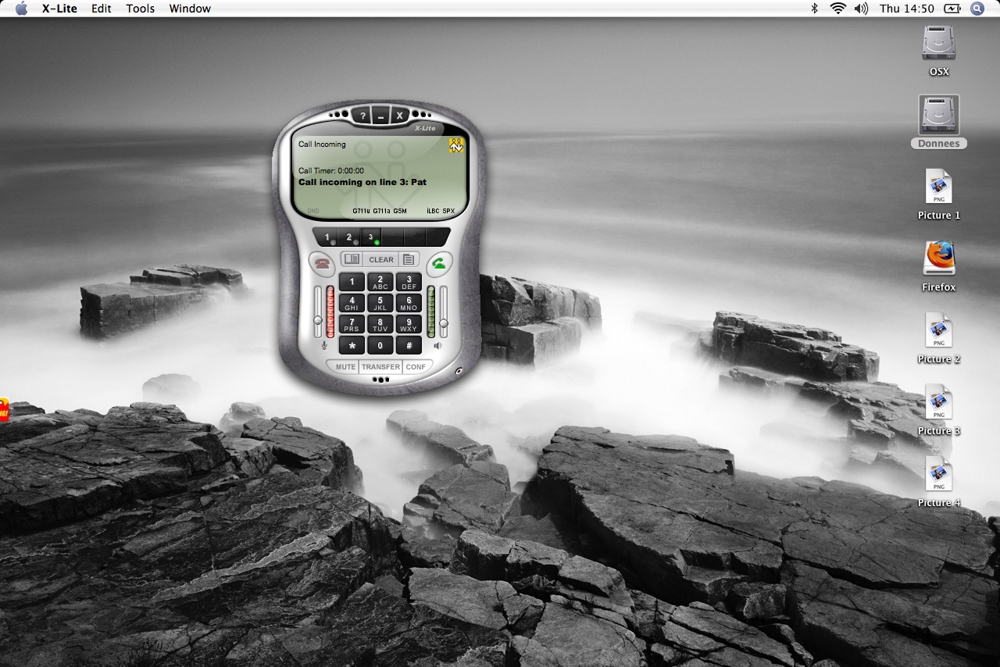 X-Lite Edit Tools Window Thu 14:50
OSX
Donnees
PNG
Picture 1
Firefox
PNG
Picture 2
PNG
Picture 3
PNG
Picture 4
? _ X
X-Lite
Call Incoming
Call Timer: 0:00:00
Call incoming on line 3: Pat
DND G711u G711a GSM iLBC SPX
1 2 3
CLEAR
1 2 ABC 3 DEF
4 GHI 5 JKL 6 MNO
7 PRS 8 TUV 9 WXY
* 0 #
MUTE TRANSFER CONF
NG!